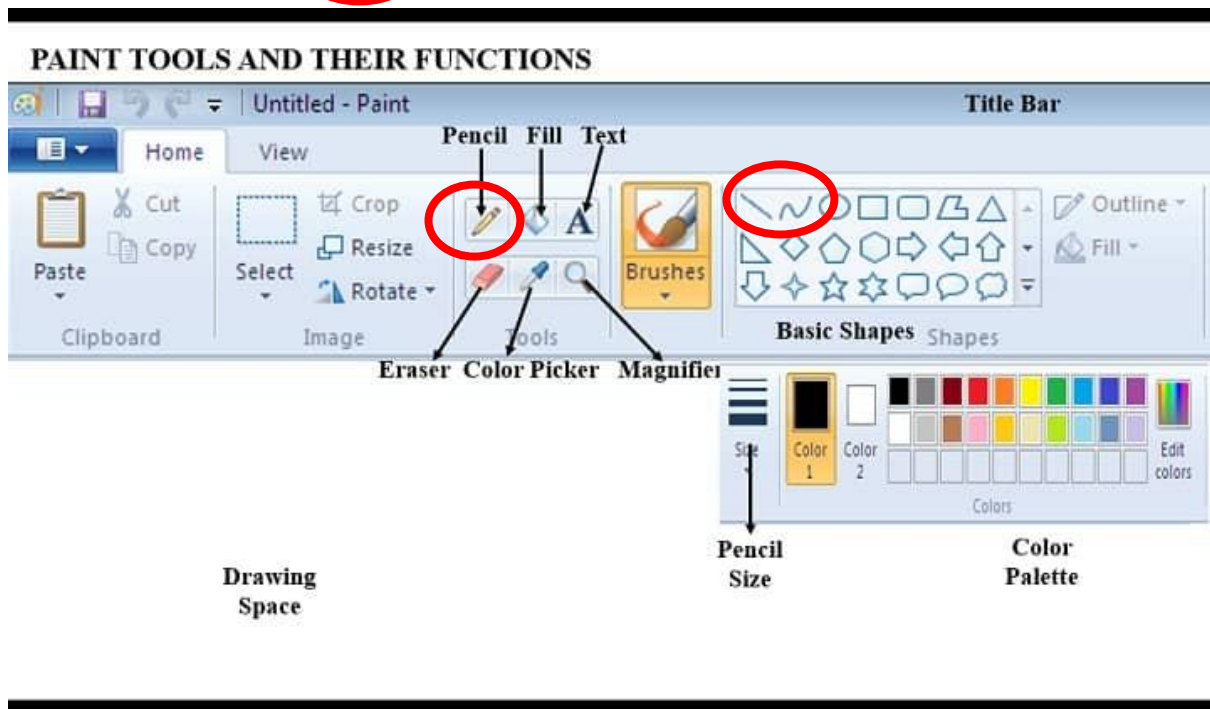 PAINT TOOLS AND THEIR FUNCTIONS
Untitled - Paint
Title Bar
Home View
Pencil Fill Text
Cut
Copy
Paste
Clipboard
Select
Crop
Resize
Rotate
Image
A
Tools
Brushes
Outline
Fill
Basic Shapes
Shapes
Eraser Color Picker Magnifier
Size
Color
1
Color
2
Edit
colors
Colors
Pencil
Size
Color
Palette
Drawing
Space